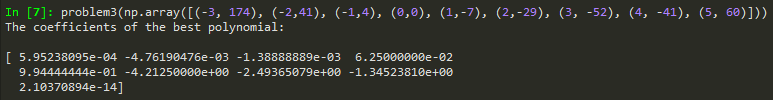 In [7]: problem3(np.array([(-3, 174), (-2,41), (-1,4), (0,0), (1,-7), (2,-29), (3, -52), (4, -41), (5, 60)]))
The coefficients of the best polynomial:
[ 5.95238095e-04 -4.76190476e-03 -1.38888889e-03 6.25000000e-02
9.94444444e-01 -4.21250000e+00 -2.49365079e+00 -1.34523810e+00
2.10370894e-14]